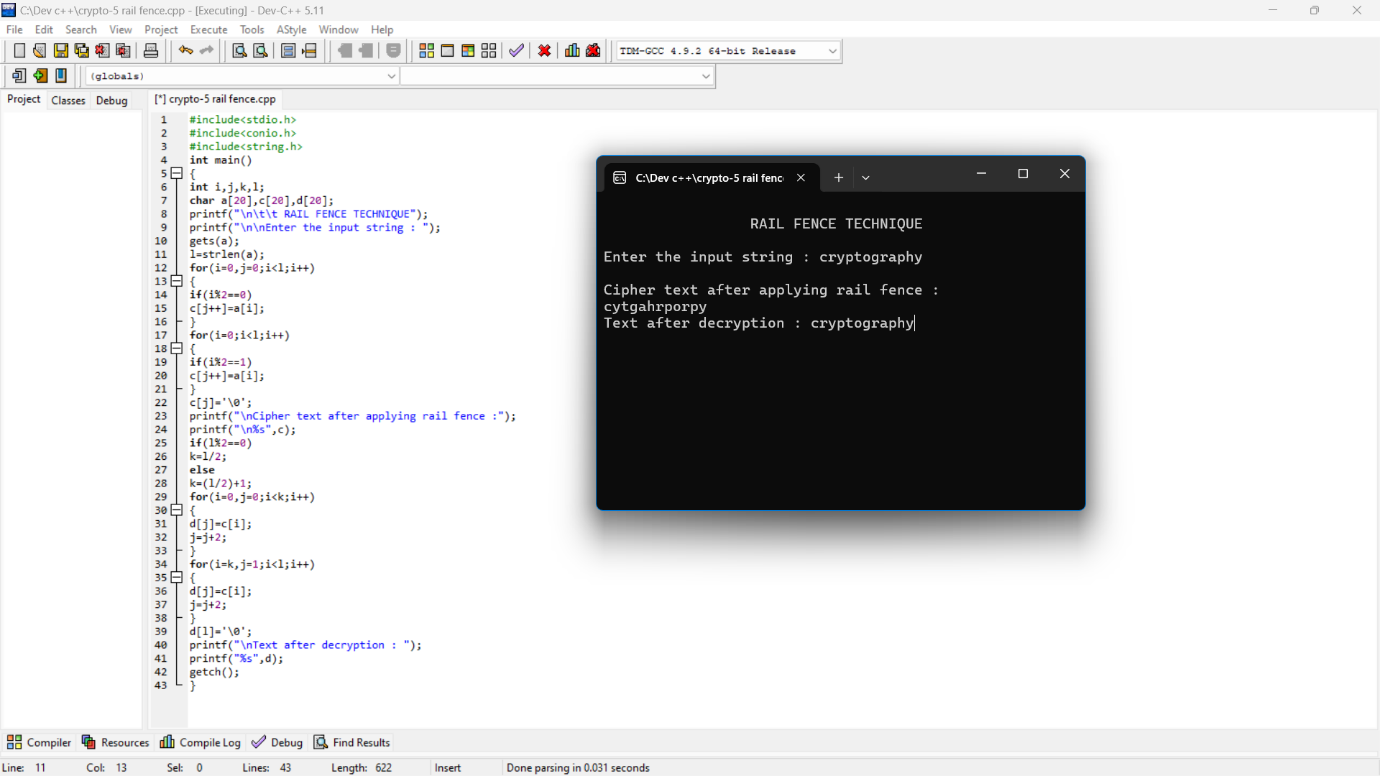 C:\Dev c++\crypto-5 rail fence.cpp - [Executing] - Dev-C++ 5.11
File Edit Search View Project Execute Tools AStyle Window Help
TDM-GCC 4.9.2 64-bit Release
(globals)
Project Classes Debug
[*] crypto-5 rail fence.cpp
1 #include<stdio.h>
2 #include<conio.h>
3 #include<string.h>
4 int main()
5 {
6 int i,j,k,l;
7 char a[20],c[20],d[20];
8 printf("\n\t\t RAIL FENCE TECHNIQUE");
9 printf("\n\nEnter the input string : ");
10 gets(a);
11 l=strlen(a);
12 for(i=0,j=0;i<l;i++)
13 {
14 if(i%2==0)
15 c[j++]=a[i];
16 }
17 for(i=0;i<l;i++)
18 {
19 if(i%2==1)
20 c[j++]=a[i];
21 }
22 c[j]='\0';
23 printf("\nCipher text after applying rail fence :");
24 printf("\n%s",c);
25 if(l%2==0)
26 k=l/2;
27 else
28 k=(l/2)+1;
29 for(i=0,j=0;i<k;i++)
30 {
31 d[j]=c[i];
32 j=j+2;
33 }
34 for(i=k,j=1;i<l;i++)
35 {
36 d[j]=c[i];
37 j=j+2;
38 }
39 d[l]='\0';
40 printf("\nText after decryption : ");
41 printf("%s",d);
42 getch();
43 }
C:\Dev c++\crypto-5 rail fenc
RAIL FENCE TECHNIQUE
Enter the input string : cryptography
Cipher text after applying rail fence :
cytgahrporpy
Text after decryption : cryptography
Compiler Resources Compile Log Debug Find Results
Line: 11 Col: 13 Sel: 0 Lines: 43 Length: 622 Insert Done parsing in 0.031 seconds